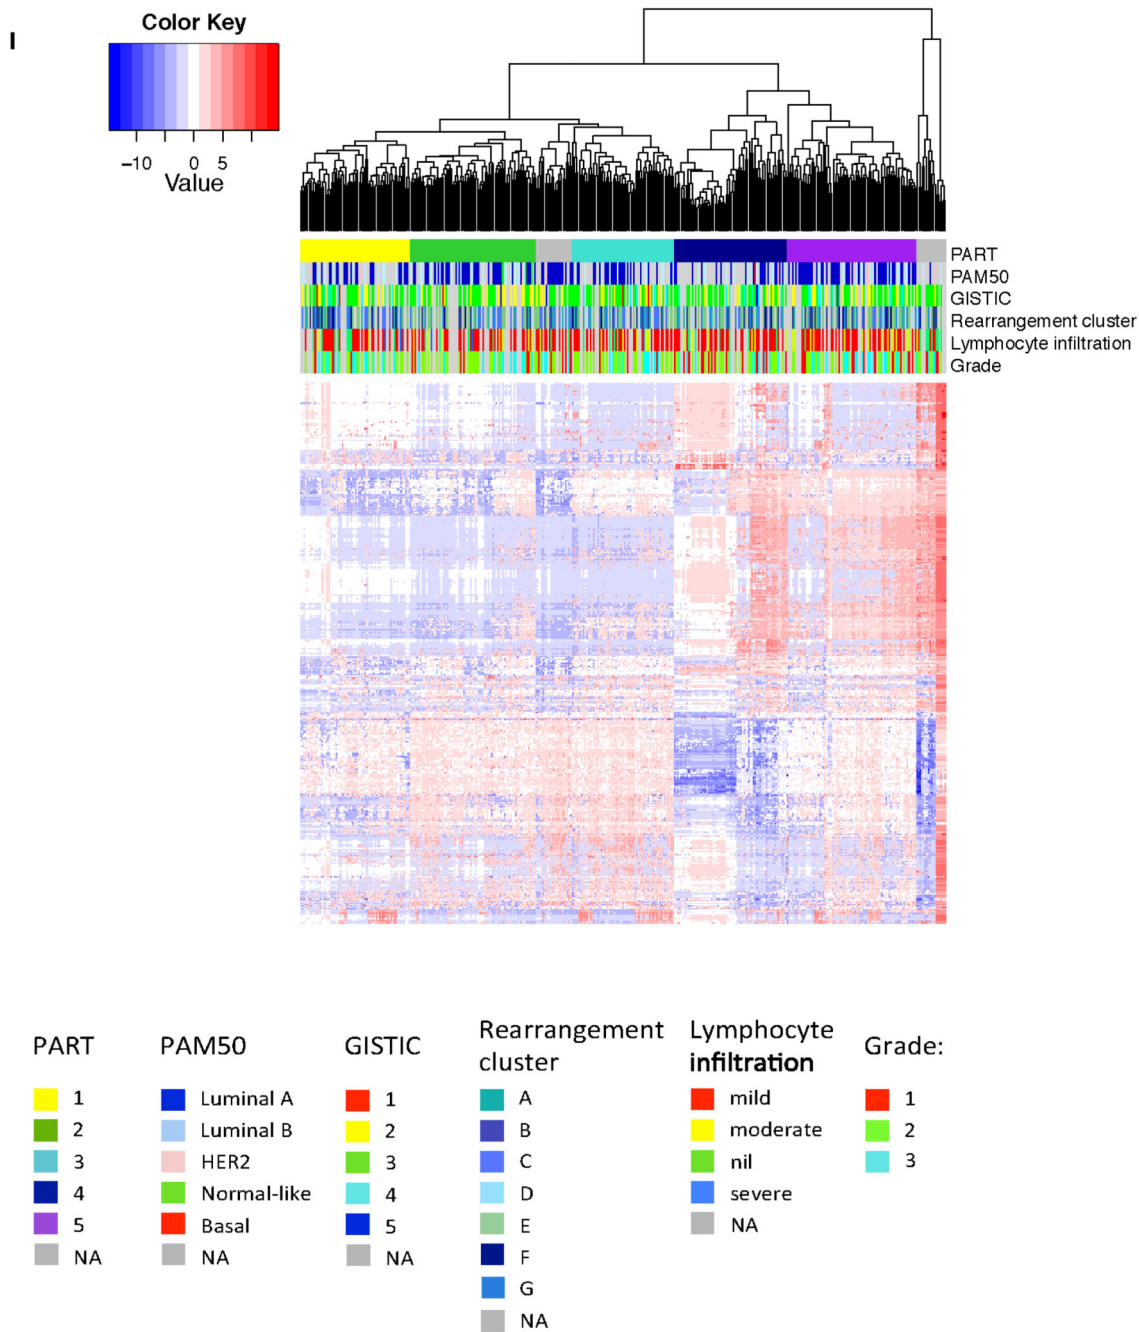 I
Color Key
−10 0 5
Value
PART
PAM50
GISTIC
Rearrangement cluster
Lymphocyte infiltration
Grade
PART
1
2
3
4
5
NA
PAM50
Luminal A
Luminal B
HER2
Normal-like
Basal
NA
GISTIC
1
2
3
4
5
NA
Rearrangement
cluster
A
B
C
D
E
F
G
NA
Lymphocyte
infiltration
mild
moderate
nil
severe
NA
Grade:
1
2
3